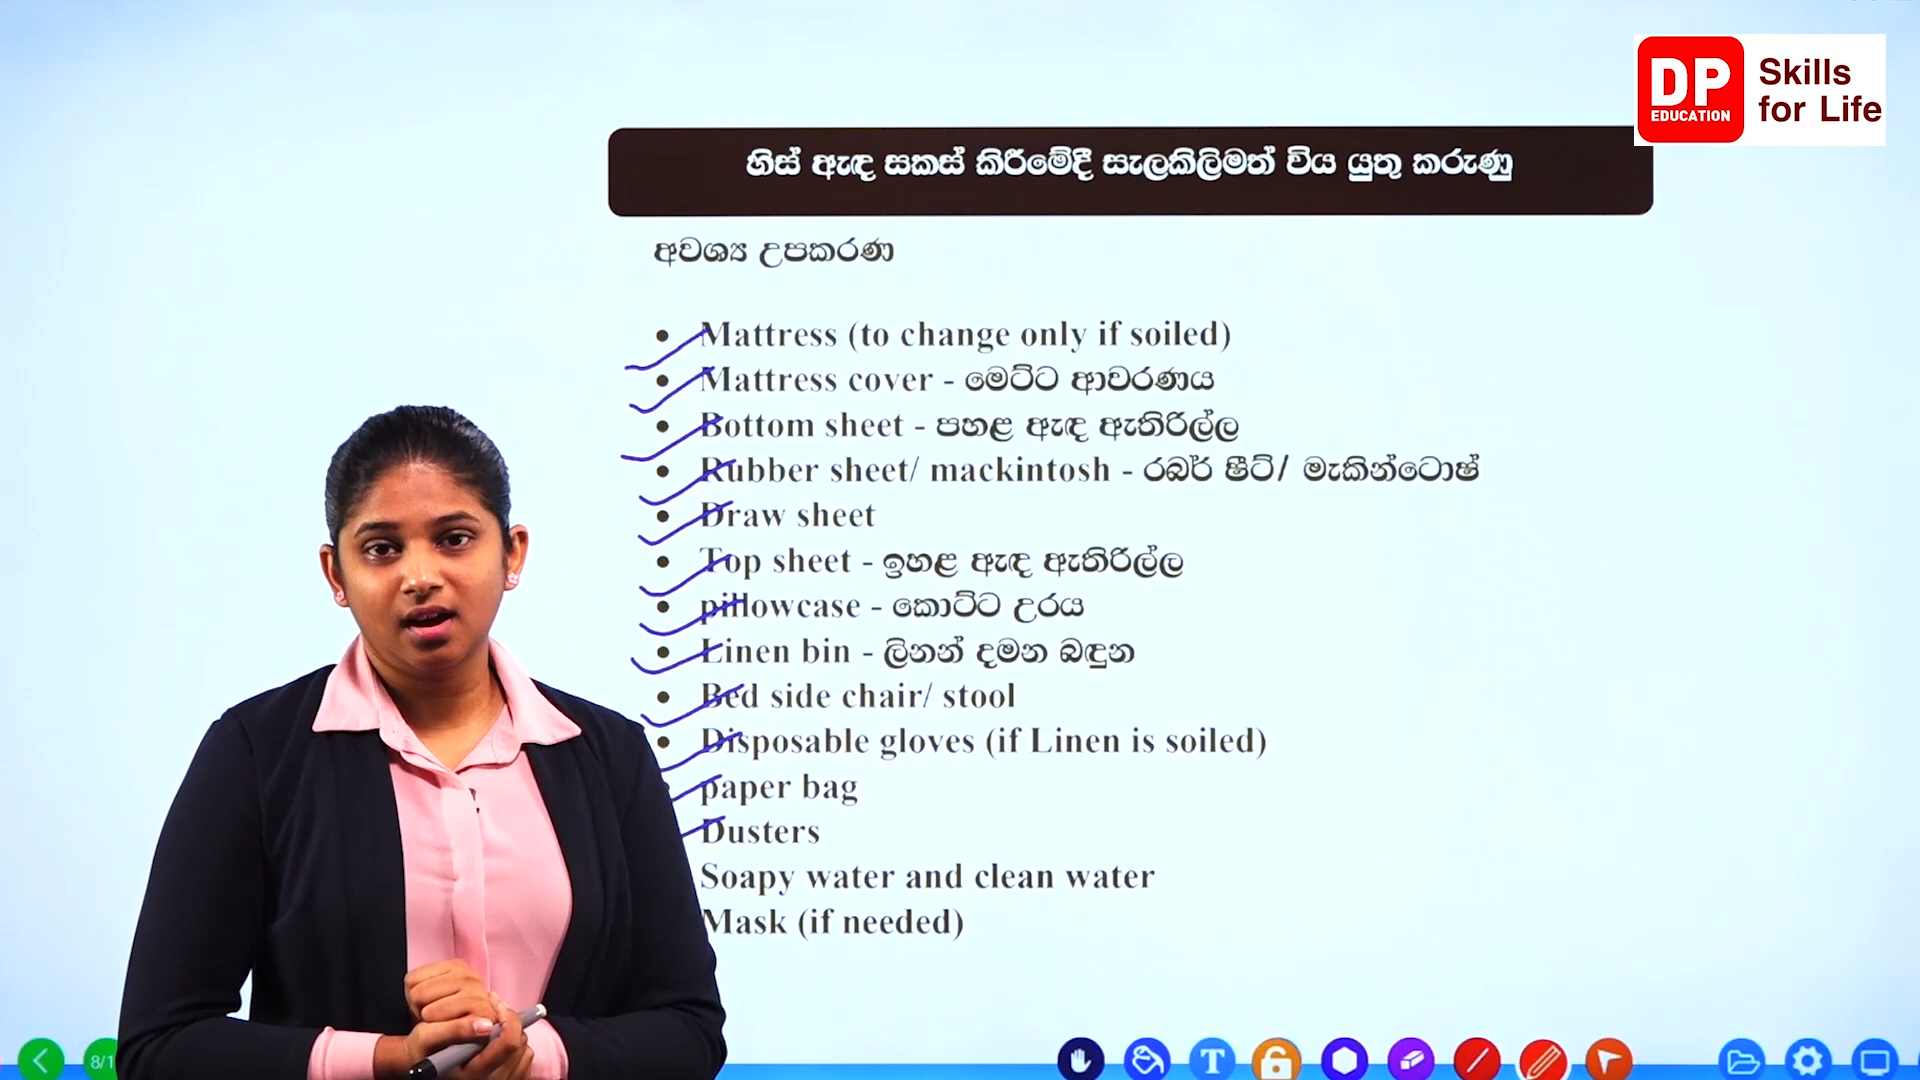 DP
EDUCATION
Skills
for Life
හිස් ඇඳ සකස් කිරීමේදී සැලකිලිමත් විය යුතු කරුණු
අවශ්‍ය උපකරණ
• Mattress (to change only if soiled)
• Mattress cover - මෙට්ට ආවරණය
• Bottom sheet - පහළ ඇඳ ඇතිරිල්ල
• Rubber sheet/ mackintosh - රබර් ෂීට්/ මැකින්ටොෂ්
• Draw sheet
• Top sheet - ඉහළ ඇඳ ඇතිරිල්ල
• pillowcase - කොට්ට උරය
• Linen bin - ලිනන් දමන බඳුන
• Bed side chair/ stool
• Disposable gloves (if Linen is soiled)
paper bag
Dusters
Soapy water and clean water
Mask (if needed)
8/1
T